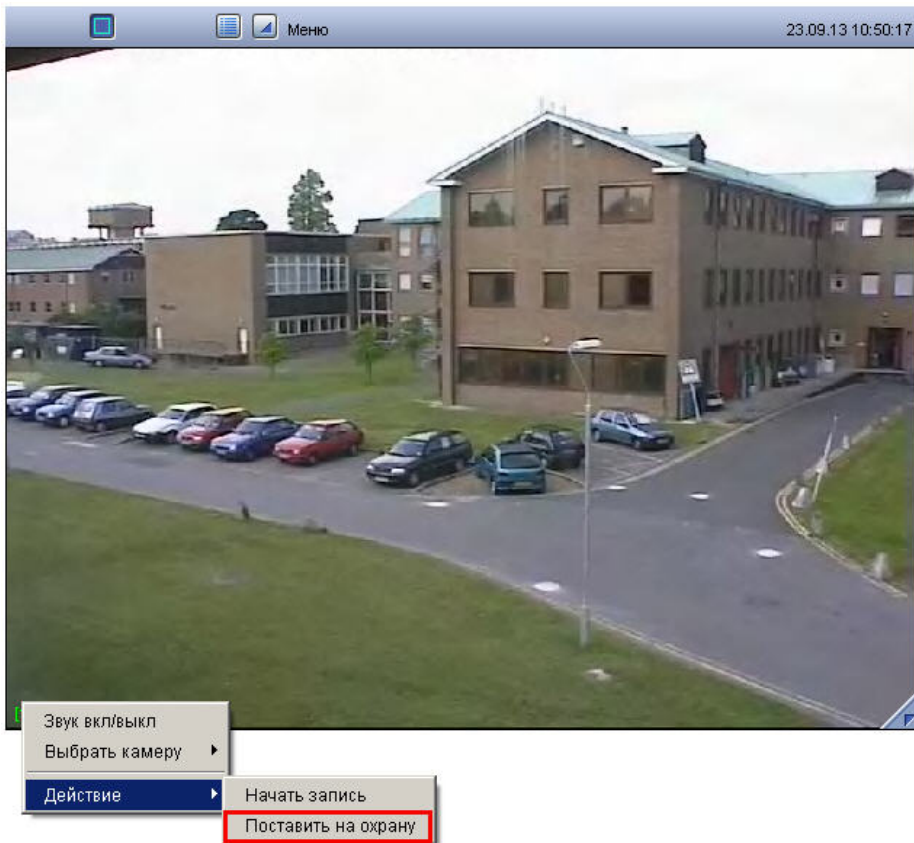 Меню
23.09.13 10:50:17
Звук вкл/выкл
Выбрать камеру
Действие
Начать запись
Поставить на охрану